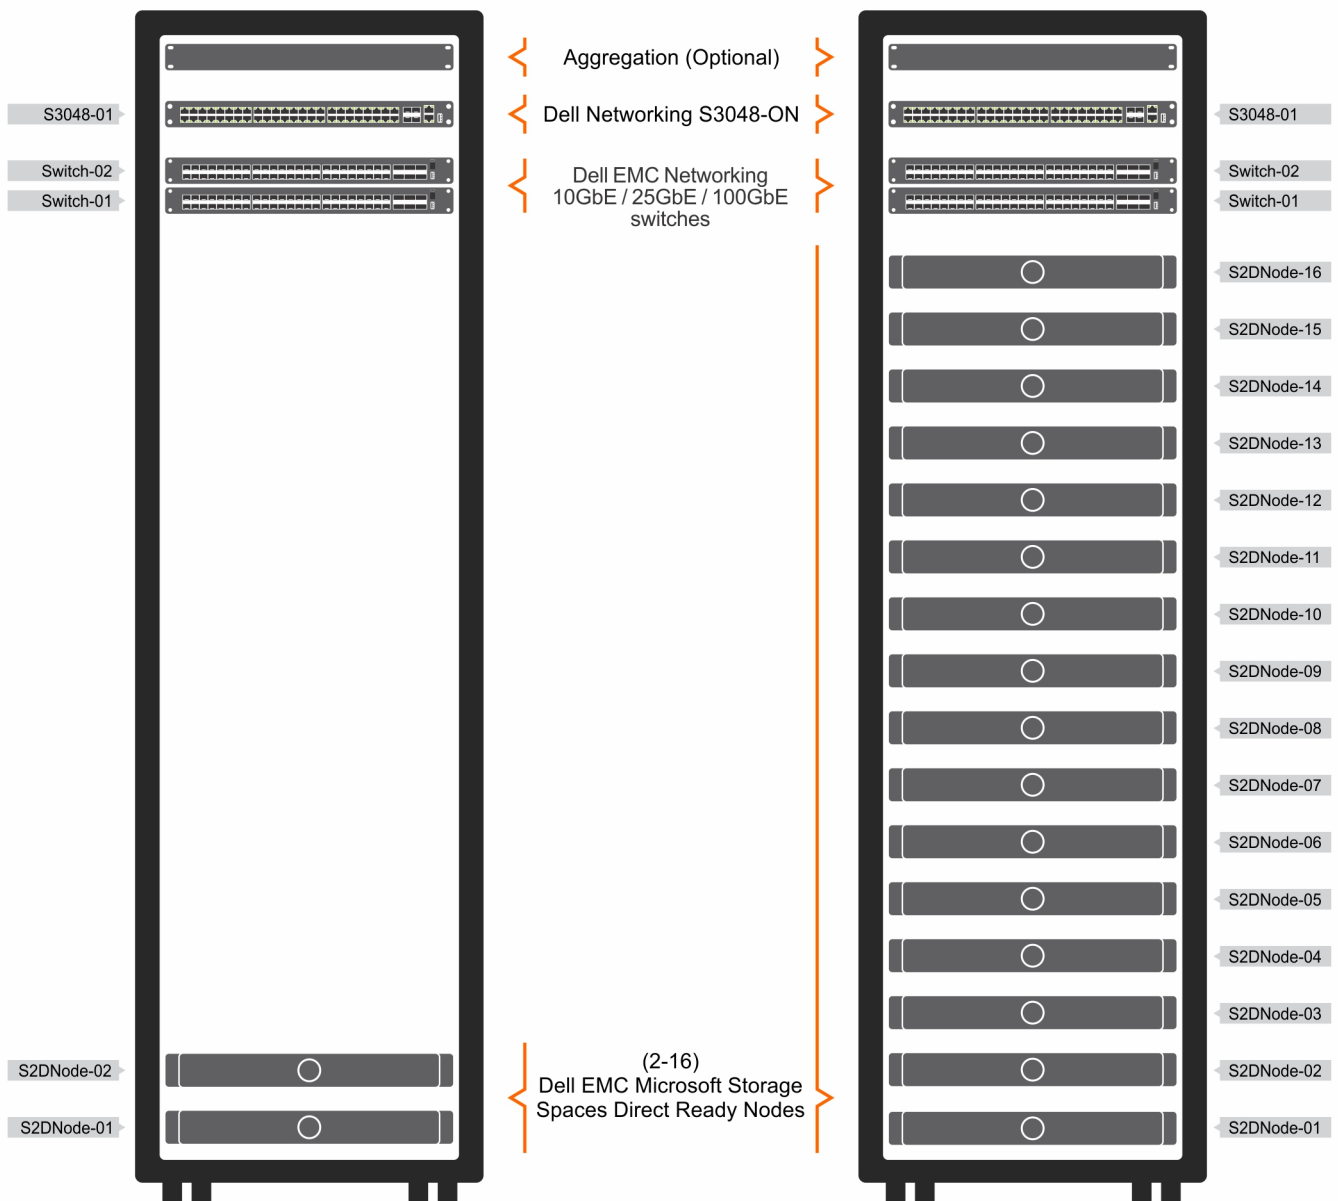 Aggregation (Optional)
S3048-01
Dell Networking S3048-ON
S3048-01
Switch-02
Switch-01
Dell EMC Networking
10GbE / 25GbE / 100GbE
switches
Switch-02
Switch-01
S2DNode-16
S2DNode-15
S2DNode-14
S2DNode-13
S2DNode-12
S2DNode-11
S2DNode-10
S2DNode-09
S2DNode-08
S2DNode-07
S2DNode-06
S2DNode-05
S2DNode-04
S2DNode-03
S2DNode-02
S2DNode-01
(2-16)
Dell EMC Microsoft Storage
Spaces Direct Ready Nodes
S2DNode-02
S2DNode-01